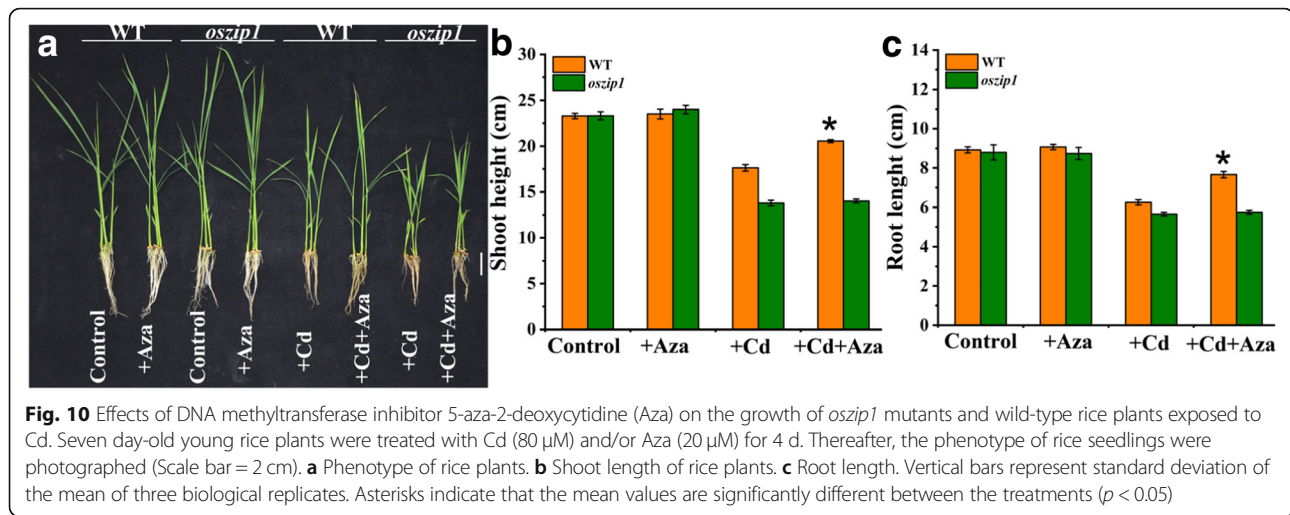 a
WT oszip1 WT oszip1
Control
+Aza
Control
+Aza
+Cd
+Cd+Aza
+Cd
+Cd+Aza
b
Shoot height (cm)
30
25
20
15
10
5
0
WT
oszip1
*
Control +Aza +Cd +Cd+Aza
c
Root lenght (cm)
14
12
10
8
6
4
2
0
WT
oszip1
*
Control +Aza +Cd +Cd+Aza
Fig. 10 Effects of DNA methyltransferase inhibitor 5-aza-2-deoxycytidine (Aza) on the growth of oszip1 mutants and wild-type rice plants exposed to
Cd. Seven day-old young rice plants were treated with Cd (80 μM) and/or Aza (20 μM) for 4 d. Thereafter, the phenotype of rice seedlings were
photographed (Scale bar = 2 cm). a Phenotype of rice plants. b Shoot length of rice plants. c Root length. Vertical bars represent standard deviation of
the mean of three biological replicates. Asterisks indicate that the mean values are significantly different between the treatments (p < 0.05)